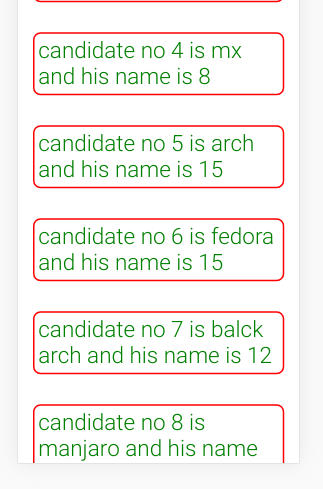 candidate no 4 is mx
and his name is 8
candidate no 5 is arch
and his name is 15
candidate no 6 is fedora
and his name is 15
candidate no 7 is balck
arch and his name is 12
candidate no 8 is
manjaro and his name